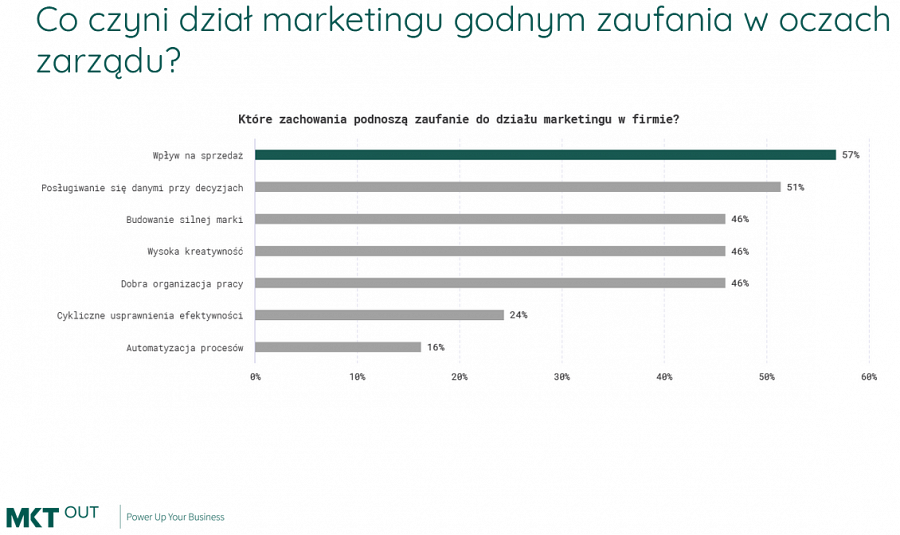 Co czyni dział marketingu godnym zaufania w oczach
zarządu?
Które zachowania podnoszą zaufanie do działu marketingu w firmie?
Wpływ na sprzedaż 57%
Posługiwanie się danymi przy decyzjach 51%
Budowanie silnej marki 46%
Wysoka kreatywność 46%
Dobra organizacja pracy 46%
Cykliczne usprawnienia efektywności 24%
Automatyzacja procesów 16%
0% 10% 20% 30% 40% 50% 60%
MKT OUT Power Up Your Business